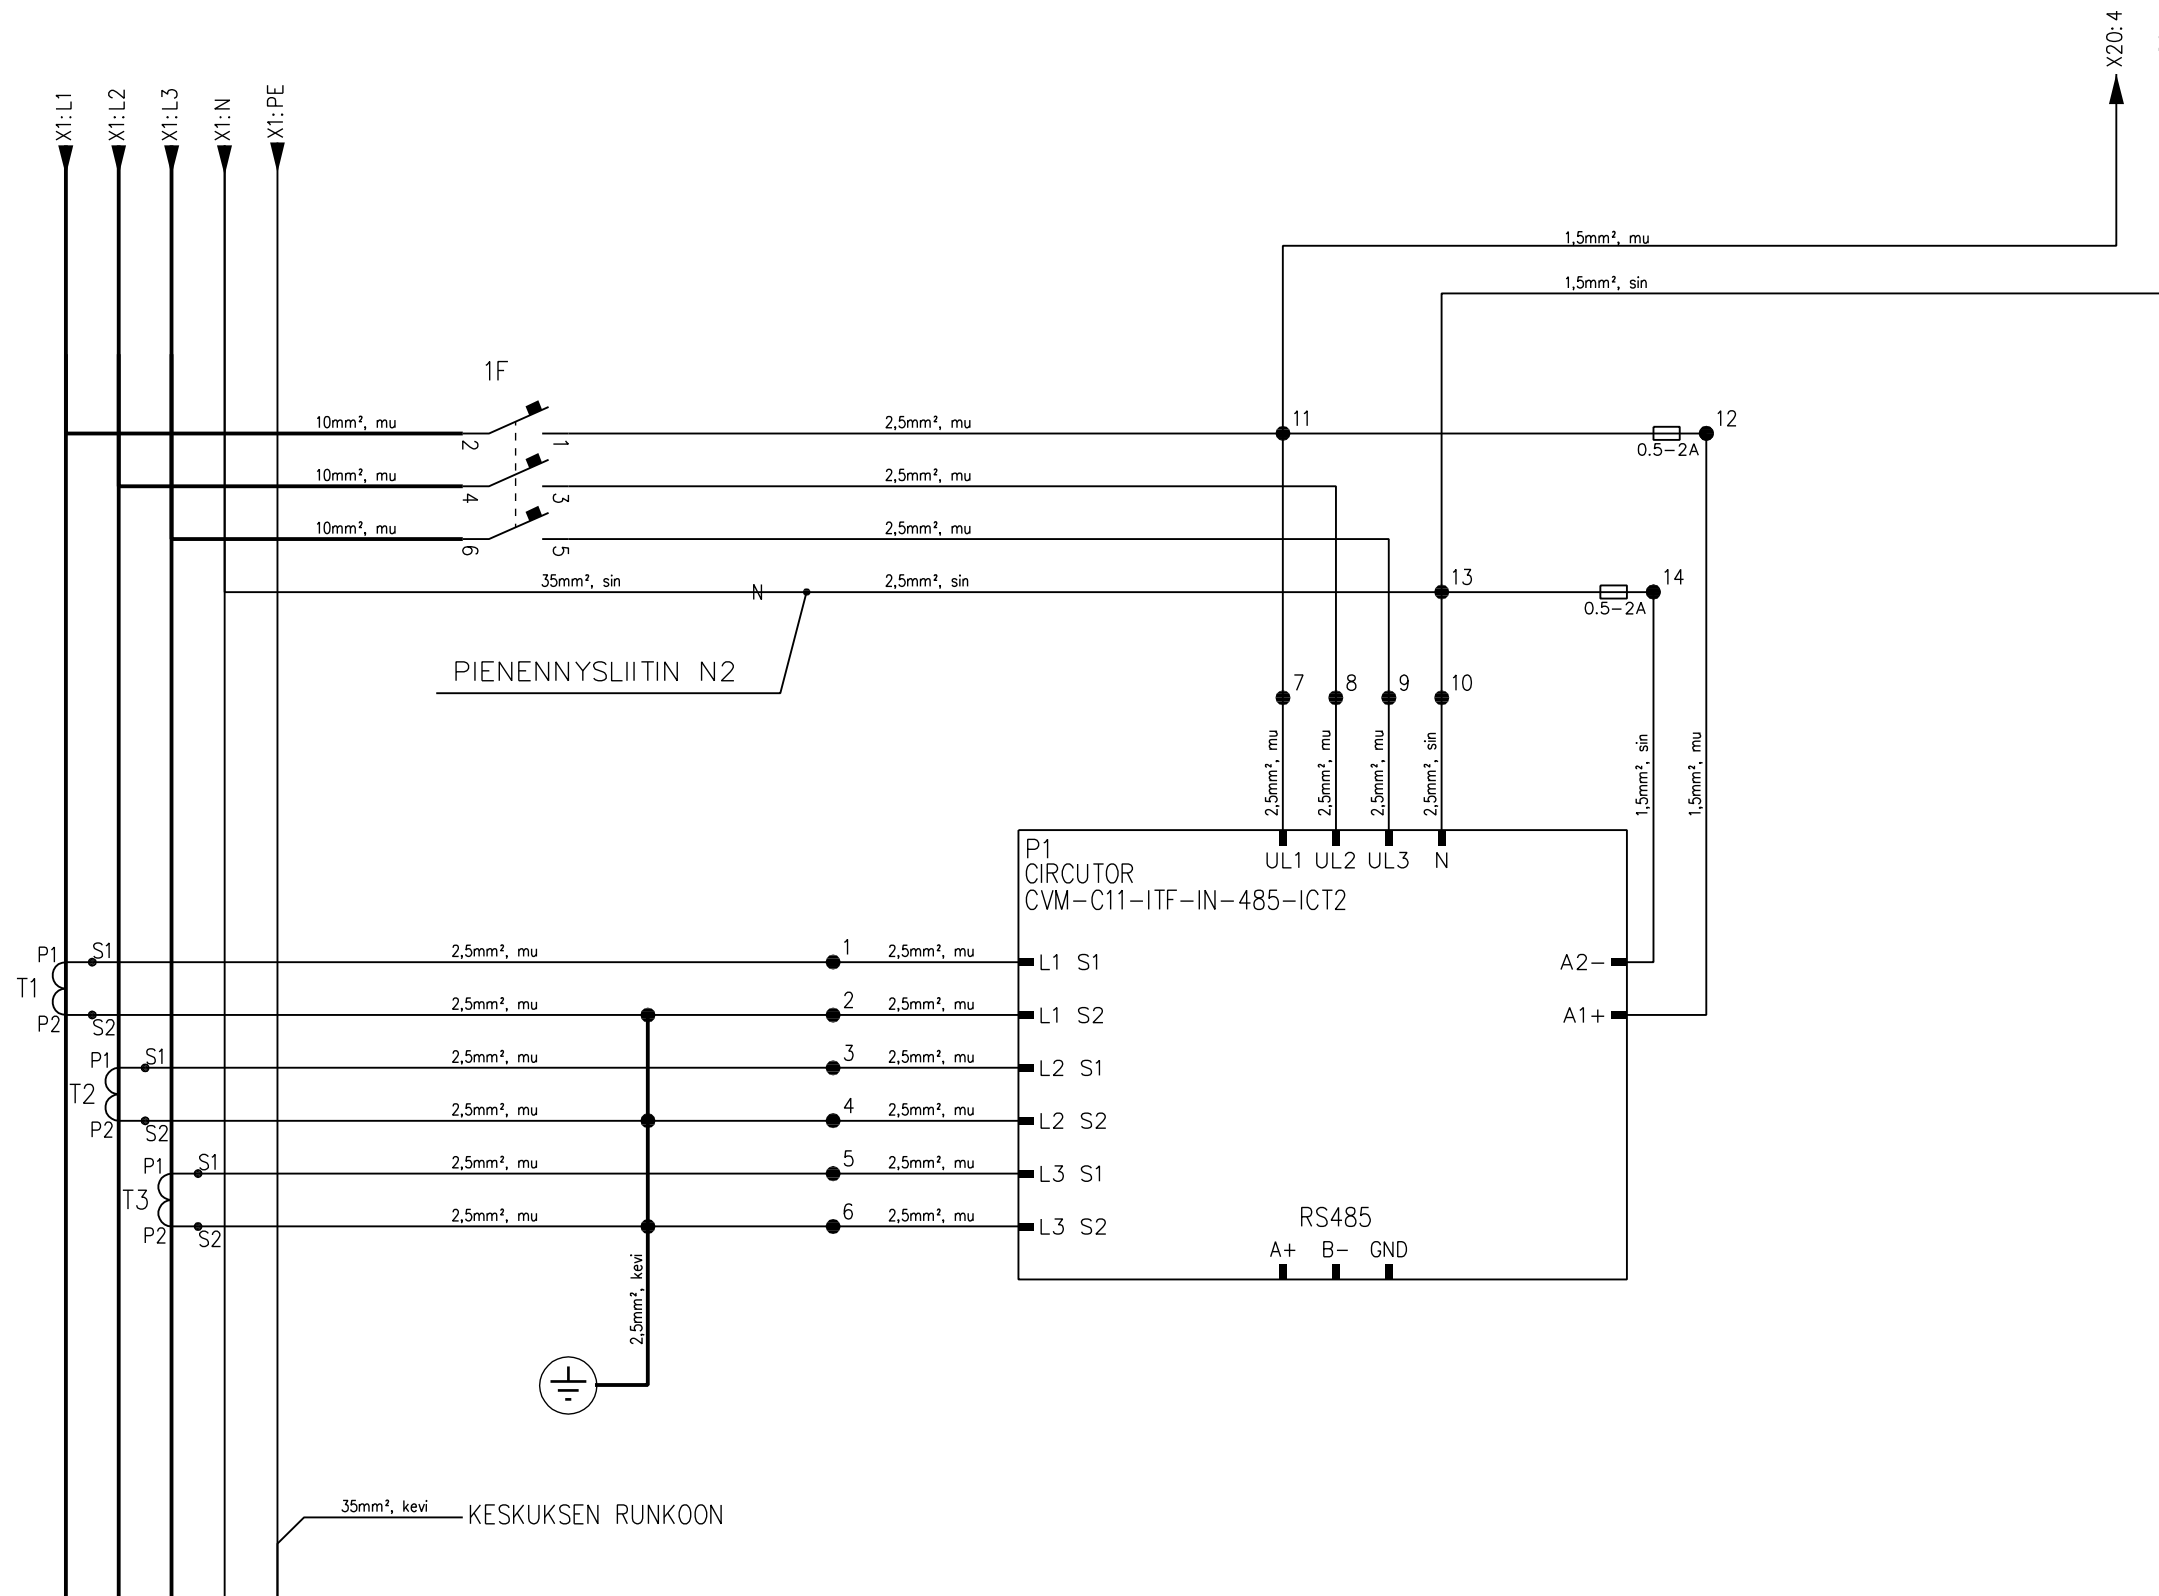 X20:4
X1:L1
X1:L2
X1:L3
X1:N
X1:PE
1,5mm², mu
1,5mm², sin
1F
10mm², mu
2
1
2,5mm², mu
11
12
0.5-2A
10mm², mu
4
3
2,5mm², mu
10mm², mu
6
5
2,5mm², mu
35mm², sin
N
2,5mm², sin
13
14
0.5-2A
PIENENNYSLIITIN N2
7
8
9
10
2,5mm², mu
2,5mm², mu
2,5mm², mu
2,5mm², sin
1,5mm², sin
1,5mm², mu
P1
CIRCUTOR
CVM-C11-ITF-IN-485-ICT2
UL1
UL2
UL3
N
T1
P1
S1
2,5mm², mu
1
2,5mm², mu
L1 S1
A2-
P2
S2
2,5mm², mu
2
2,5mm², mu
L1 S2
A1+
T2
P1
S1
2,5mm², mu
3
2,5mm², mu
L2 S1
P2
S2
2,5mm², mu
4
2,5mm², mu
L2 S2
T3
P1
S1
2,5mm², mu
5
2,5mm², mu
L3 S1
P2
S2
2,5mm², mu
6
2,5mm², mu
L3 S2
RS485
A+
B-
GND
2,5mm², kevi
35mm², kevi
KESKUKSEN RUNKOON